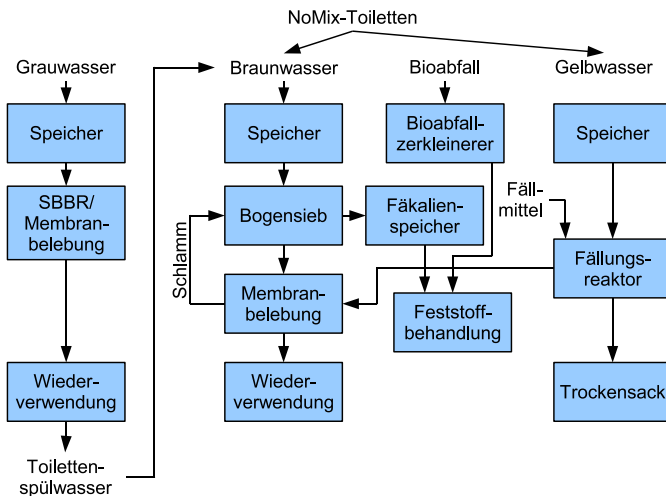 NoMix-Toiletten
Grauwasser
Braunwasser
Bioabfall
Gelbwasser
Speicher
Speicher
Bioabfall-
zerkleinerer
Speicher
SBBR/
Membran-
belebung
Bogensieb
Fäkalien-
speicher
Fäll-
mittel
Schlamm
Membran-
belebung
Feststoff-
behandlung
Fällungs-
reaktor
Wieder-
verwendung
Wieder-
verwendung
Trockensack
Toiletten-
spülwasser